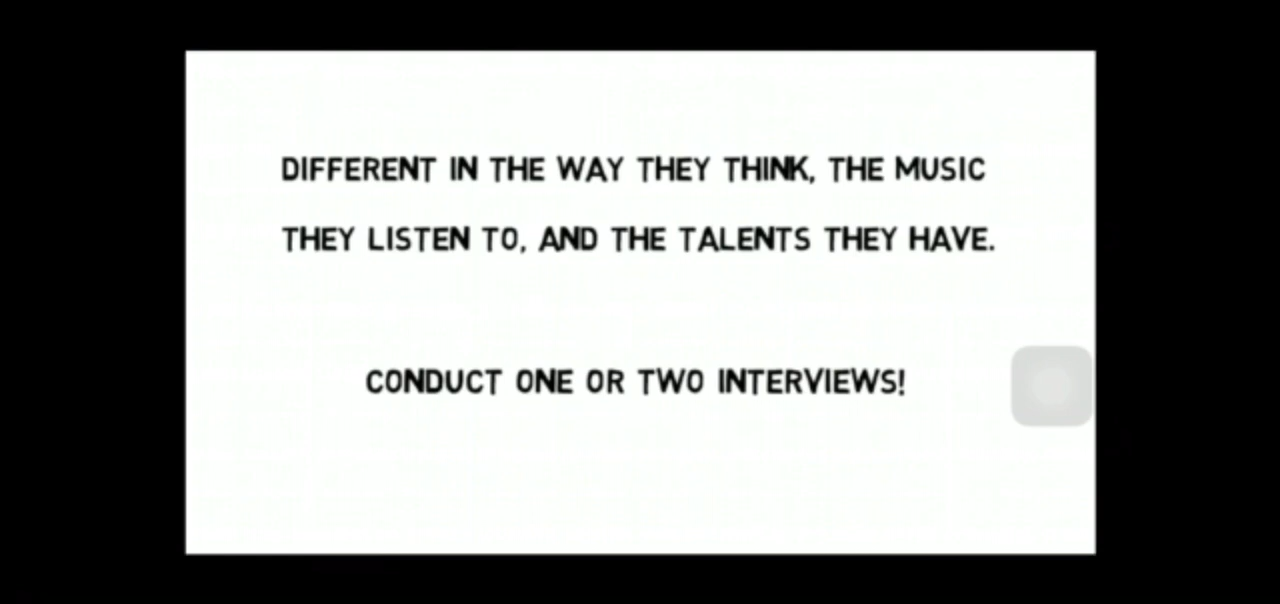 DIFFERENT IN THE WAY THEY THINK, THE MUSIC
THEY LISTEN TO, AND THE TALENTS THEY HAVE.
CONDUCT ONE OR TWO INTERVIEWS!